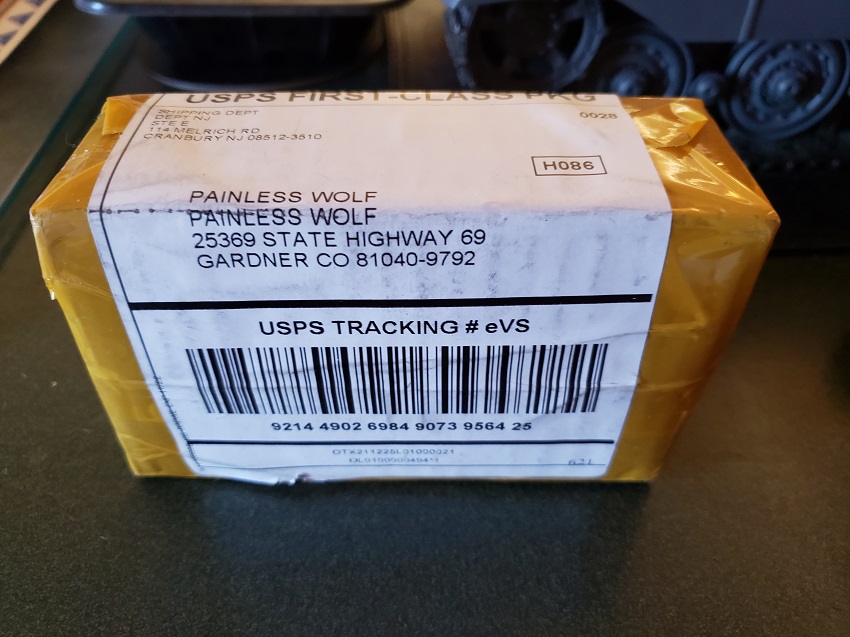 USPS FIRST-CLASS PKG
SHIPPING DEPT
DEPT NJ
STE E
114 MELRICH RD
CRANBURY NJ 08512-3510
0028
H086
PAINLESS WOLF
PAINLESS WOLF
25369 STATE HIGHWAY 69
GARDNER CO 81040-9792
USPS TRACKING # eVS
9214 4902 6984 9073 9564 25
OTX211225L01000021
621